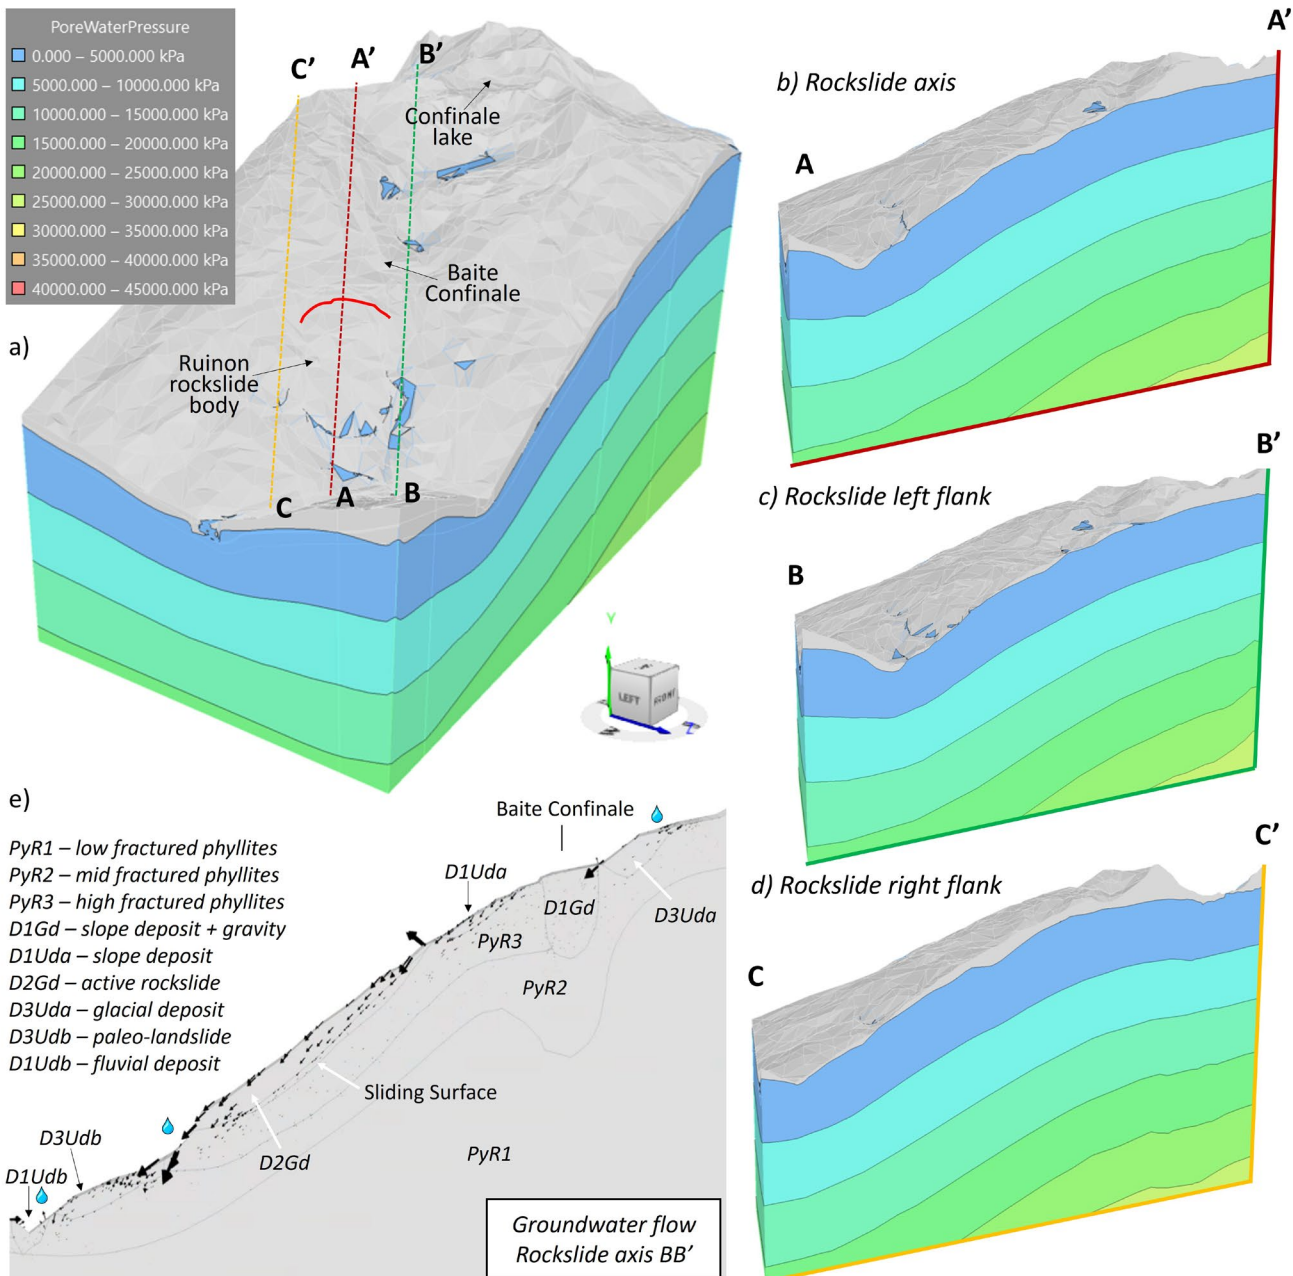 PoreWaterPressure
0.000 – 5000.000 kPa
5000.000 – 10000.000 kPa
10000.000 – 15000.000 kPa
15000.000 – 20000.000 kPa
20000.000 – 25000.000 kPa
25000.000 – 30000.000 kPa
30000.000 – 35000.000 kPa
35000.000 – 40000.000 kPa
40000.000 – 45000.000 kPa
a)
C'
A'
B'
Confinale
lake
Baite
Confinale
Ruinon
rockslide
body
C
A
B
Y
LEFT
FRONT
Z
b) Rockslide axis
A
A'
c) Rockslide left flank
B
B'
d) Rockslide right flank
C
C'
e)
PyR1 – low fractured phyllites
PyR2 – mid fractured phyllites
PyR3 – high fractured phyllites
D1Gd – slope deposit + gravity
D1Uda – slope deposit
D2Gd – active rockslide
D3Uda – glacial deposit
D3Udb – paleo-landslide
D1Udb – fluvial deposit
Baite Confinale
D1Uda
D1Gd
D3Uda
PyR3
PyR2
Sliding Surface
D2Gd
PyR1
D3Udb
D1Udb
Groundwater flow
Rockslide axis BB'